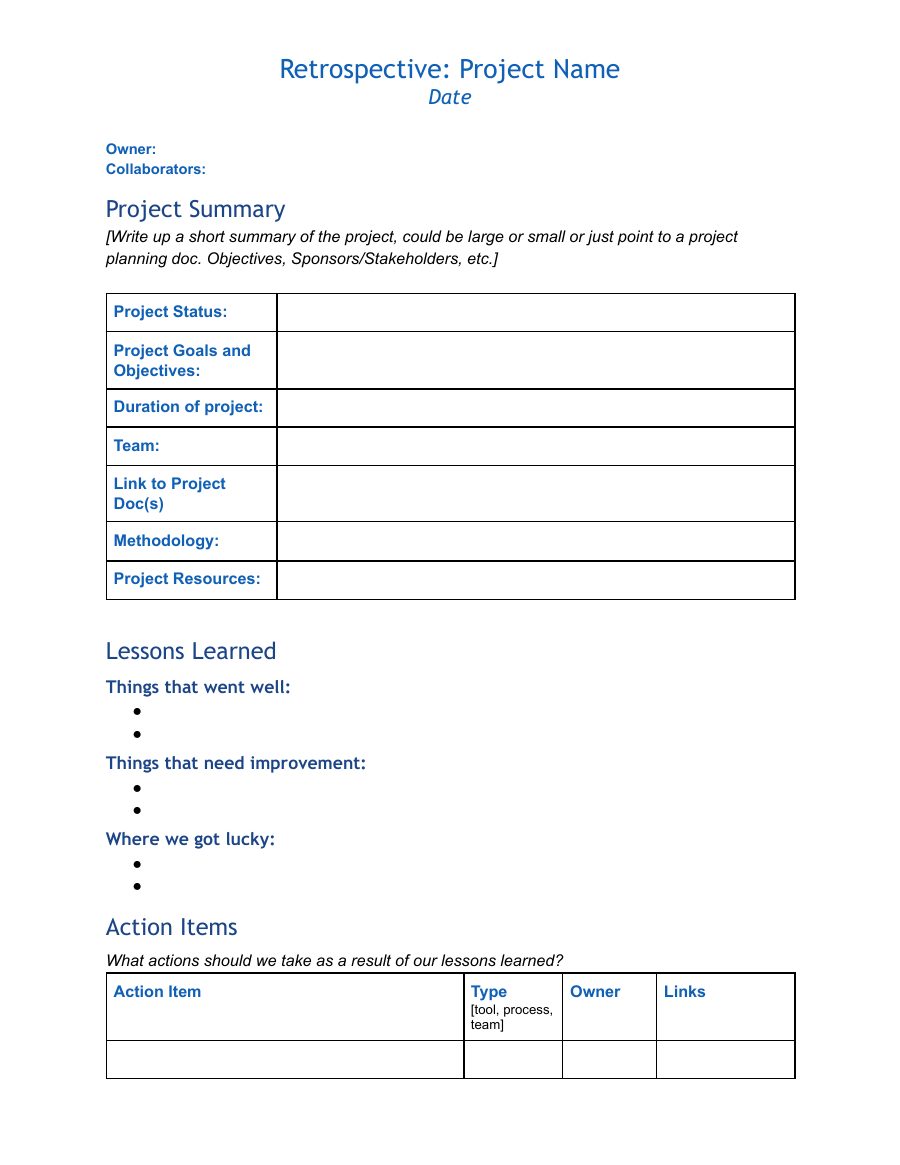 Retrospective: Project Name
Date
Owner:
Collaborators:
Project Summary
[Write up a short summary of the project, could be large or small or just point to a project
planning doc. Objectives, Sponsors/Stakeholders, etc.]
Project Status:
Project Goals and
Objectives:
Duration of project:
Team:
Link to Project
Doc(s)
Methodology:
Project Resources:
Lessons Learned
Things that went well:
●
●
Things that need improvement:
●
●
Where we got lucky:
●
●
Action Items
What actions should we take as a result of our lessons learned?
Action Item
Type
[tool, process,
team]
Owner
Links